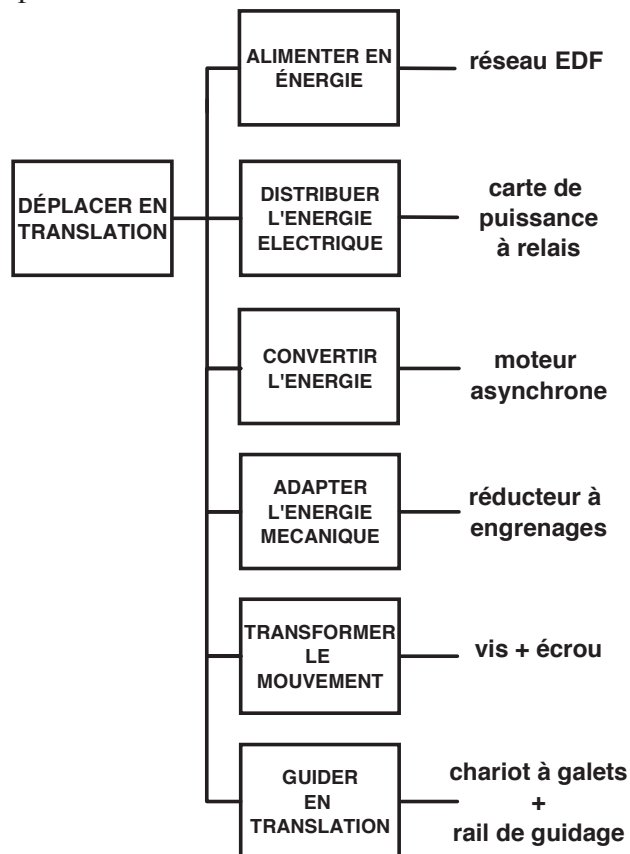 ALIMENTER EN
ÉNERGIE
réseau EDF
DÉPLACER EN
TRANSLATION
DISTRIBUER
L'ENERGIE
ELECTRIQUE
carte de
puissance
à relais
CONVERTIR
L'ENERGIE
moteur
asynchrone
ADAPTER
L'ENERGIE
MECANIQUE
réducteur à
engrenages
TRANSFORMER
LE
MOUVEMENT
vis + écrou
GUIDER
EN
TRANSLATION
chariot à galets
+
rail de guidage